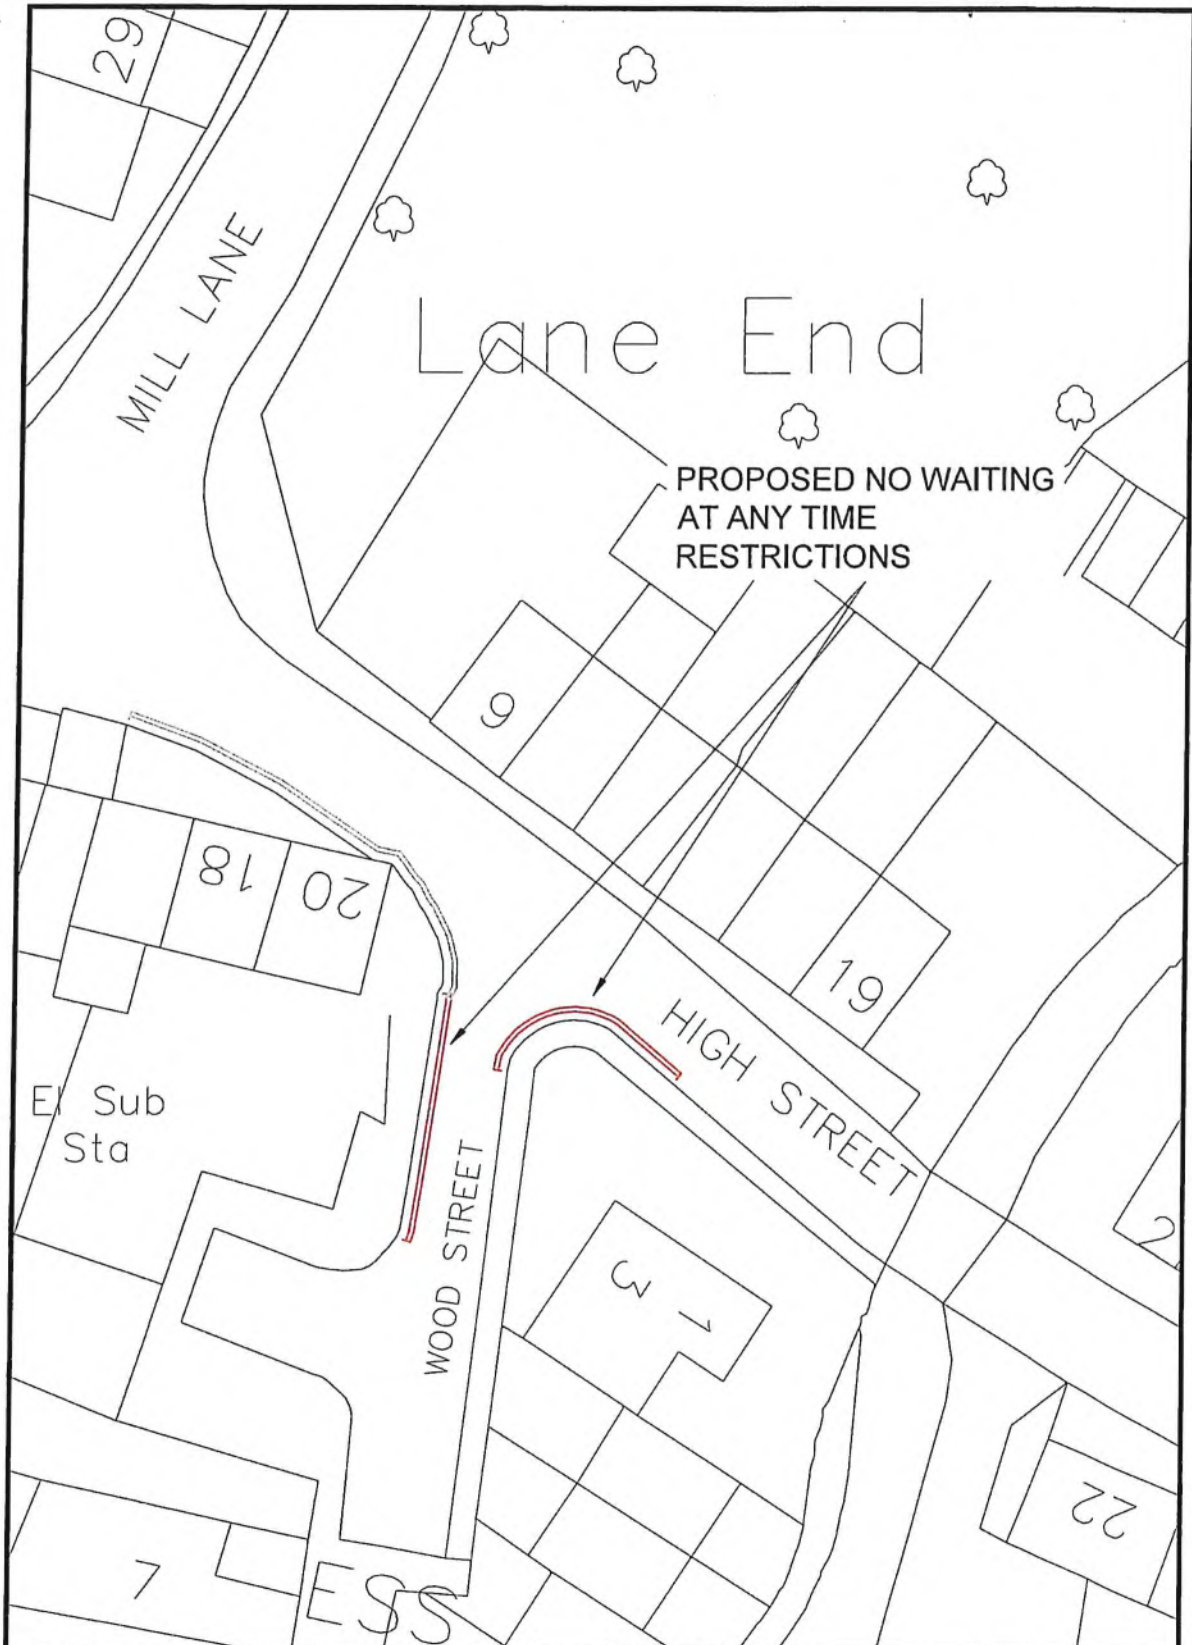 29
MILL LANE
Lane End
PROPOSED NO WAITING
AT ANY TIME
RESTRICTIONS
9
18
20
19
HIGH STREET
El Sub
Sta
WOOD STREET
2
3
1
22
7
ESS